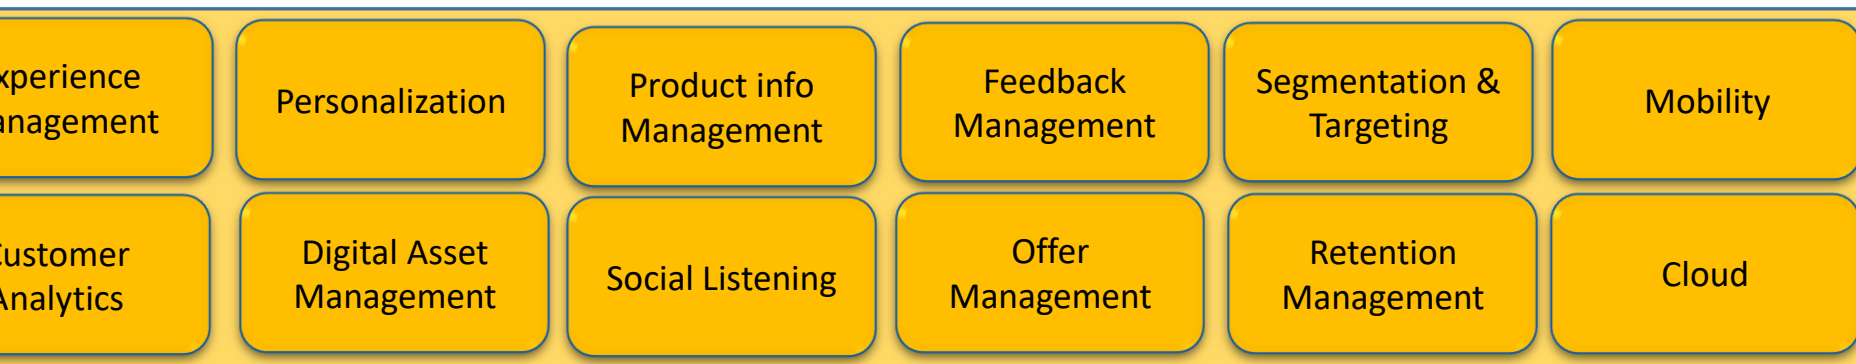 xperience
anagement
Personalization
Product info
Management
Feedback
Management
Segmentation &
Targeting
Mobility
ustomer
Analytics
Digital Asset
Management
Social Listening
Offer
Management
Retention
Management
Cloud